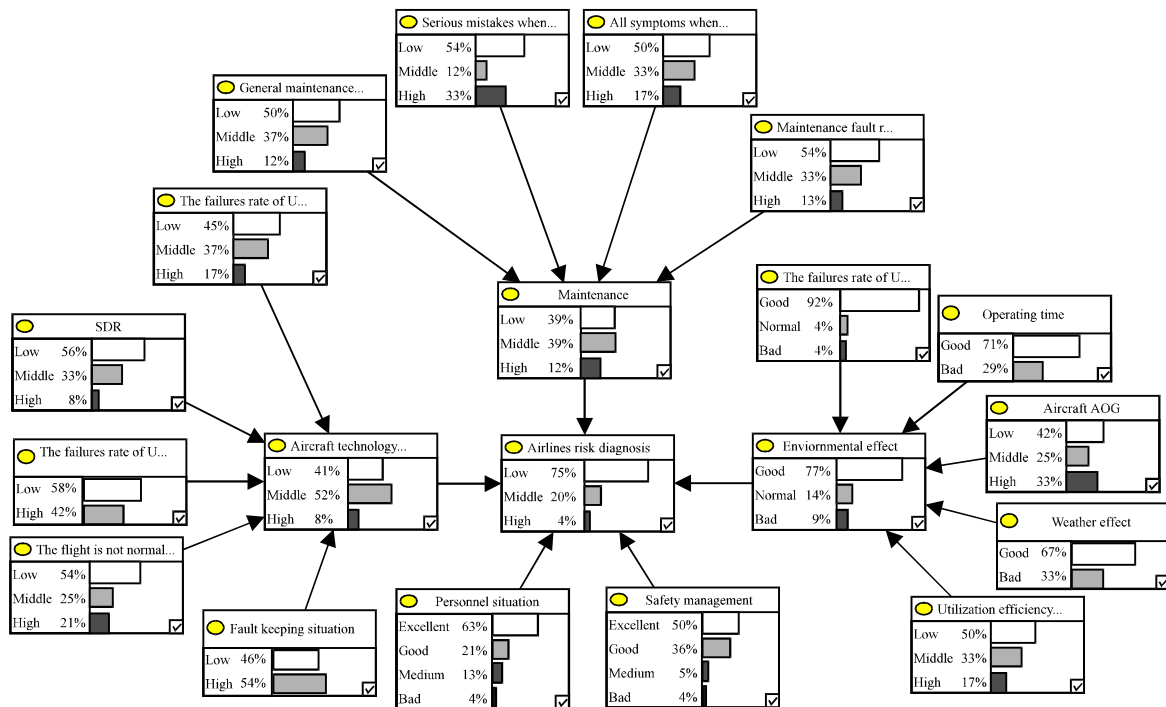 Serious mistakes when...
Low 54%
Middle 12%
High 33%
All symptoms when...
Low 50%
Middle 33%
High 17%
General maintenance...
Low 50%
Middle 37%
High 12%
Maintenance fault r...
Low 54%
Middle 33%
High 13%
The failures rate of U...
Low 45%
Middle 37%
High 17%
Maintenance
Low 39%
Middle 39%
High 12%
The failures rate of U...
Good 92%
Normal 4%
Bad 4%
Operating time
Good 71%
Bad 29%
SDR
Low 56%
Middle 33%
High 8%
Aircraft AOG
Low 42%
Middle 25%
High 33%
The failures rate of U...
Low 58%
High 42%
Aircraft technology...
Low 41%
Middle 52%
High 8%
Airlines risk diagnosis
Low 75%
Middle 20%
High 4%
Enviornmental effect
Good 77%
Normal 14%
Bad 9%
Weather effect
Good 67%
Bad 33%
The flight is not normal...
Low 54%
Middle 25%
High 21%
Fault keeping situation
Low 46%
High 54%
Personnel situation
Excellent 63%
Good 21%
Medium 13%
Bad 4%
Safety management
Excellent 50%
Good 36%
Medium 5%
Bad 4%
Utilization efficiency...
Low 50%
Middle 33%
High 17%